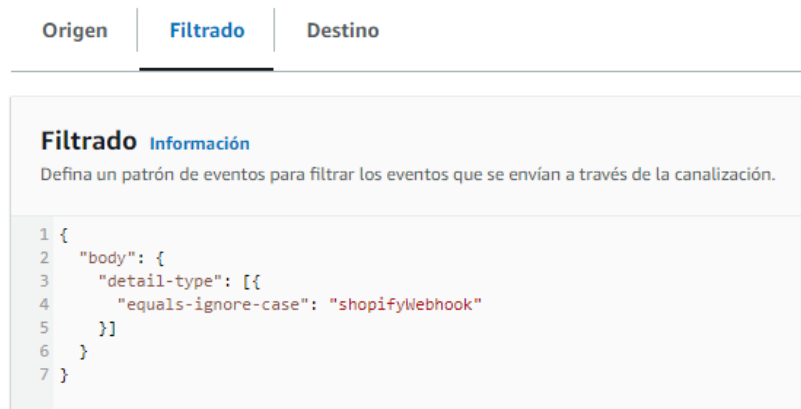 Origen Filtrado Destino
Filtrado Información
Defina un patrón de eventos para filtrar los eventos que se envían a través de la canalización.
1 {
2 "body": {
3 "detail-type": [{
4 "equals-ignore-case": "shopifyWebhook"
5 }]
6 }
7 }